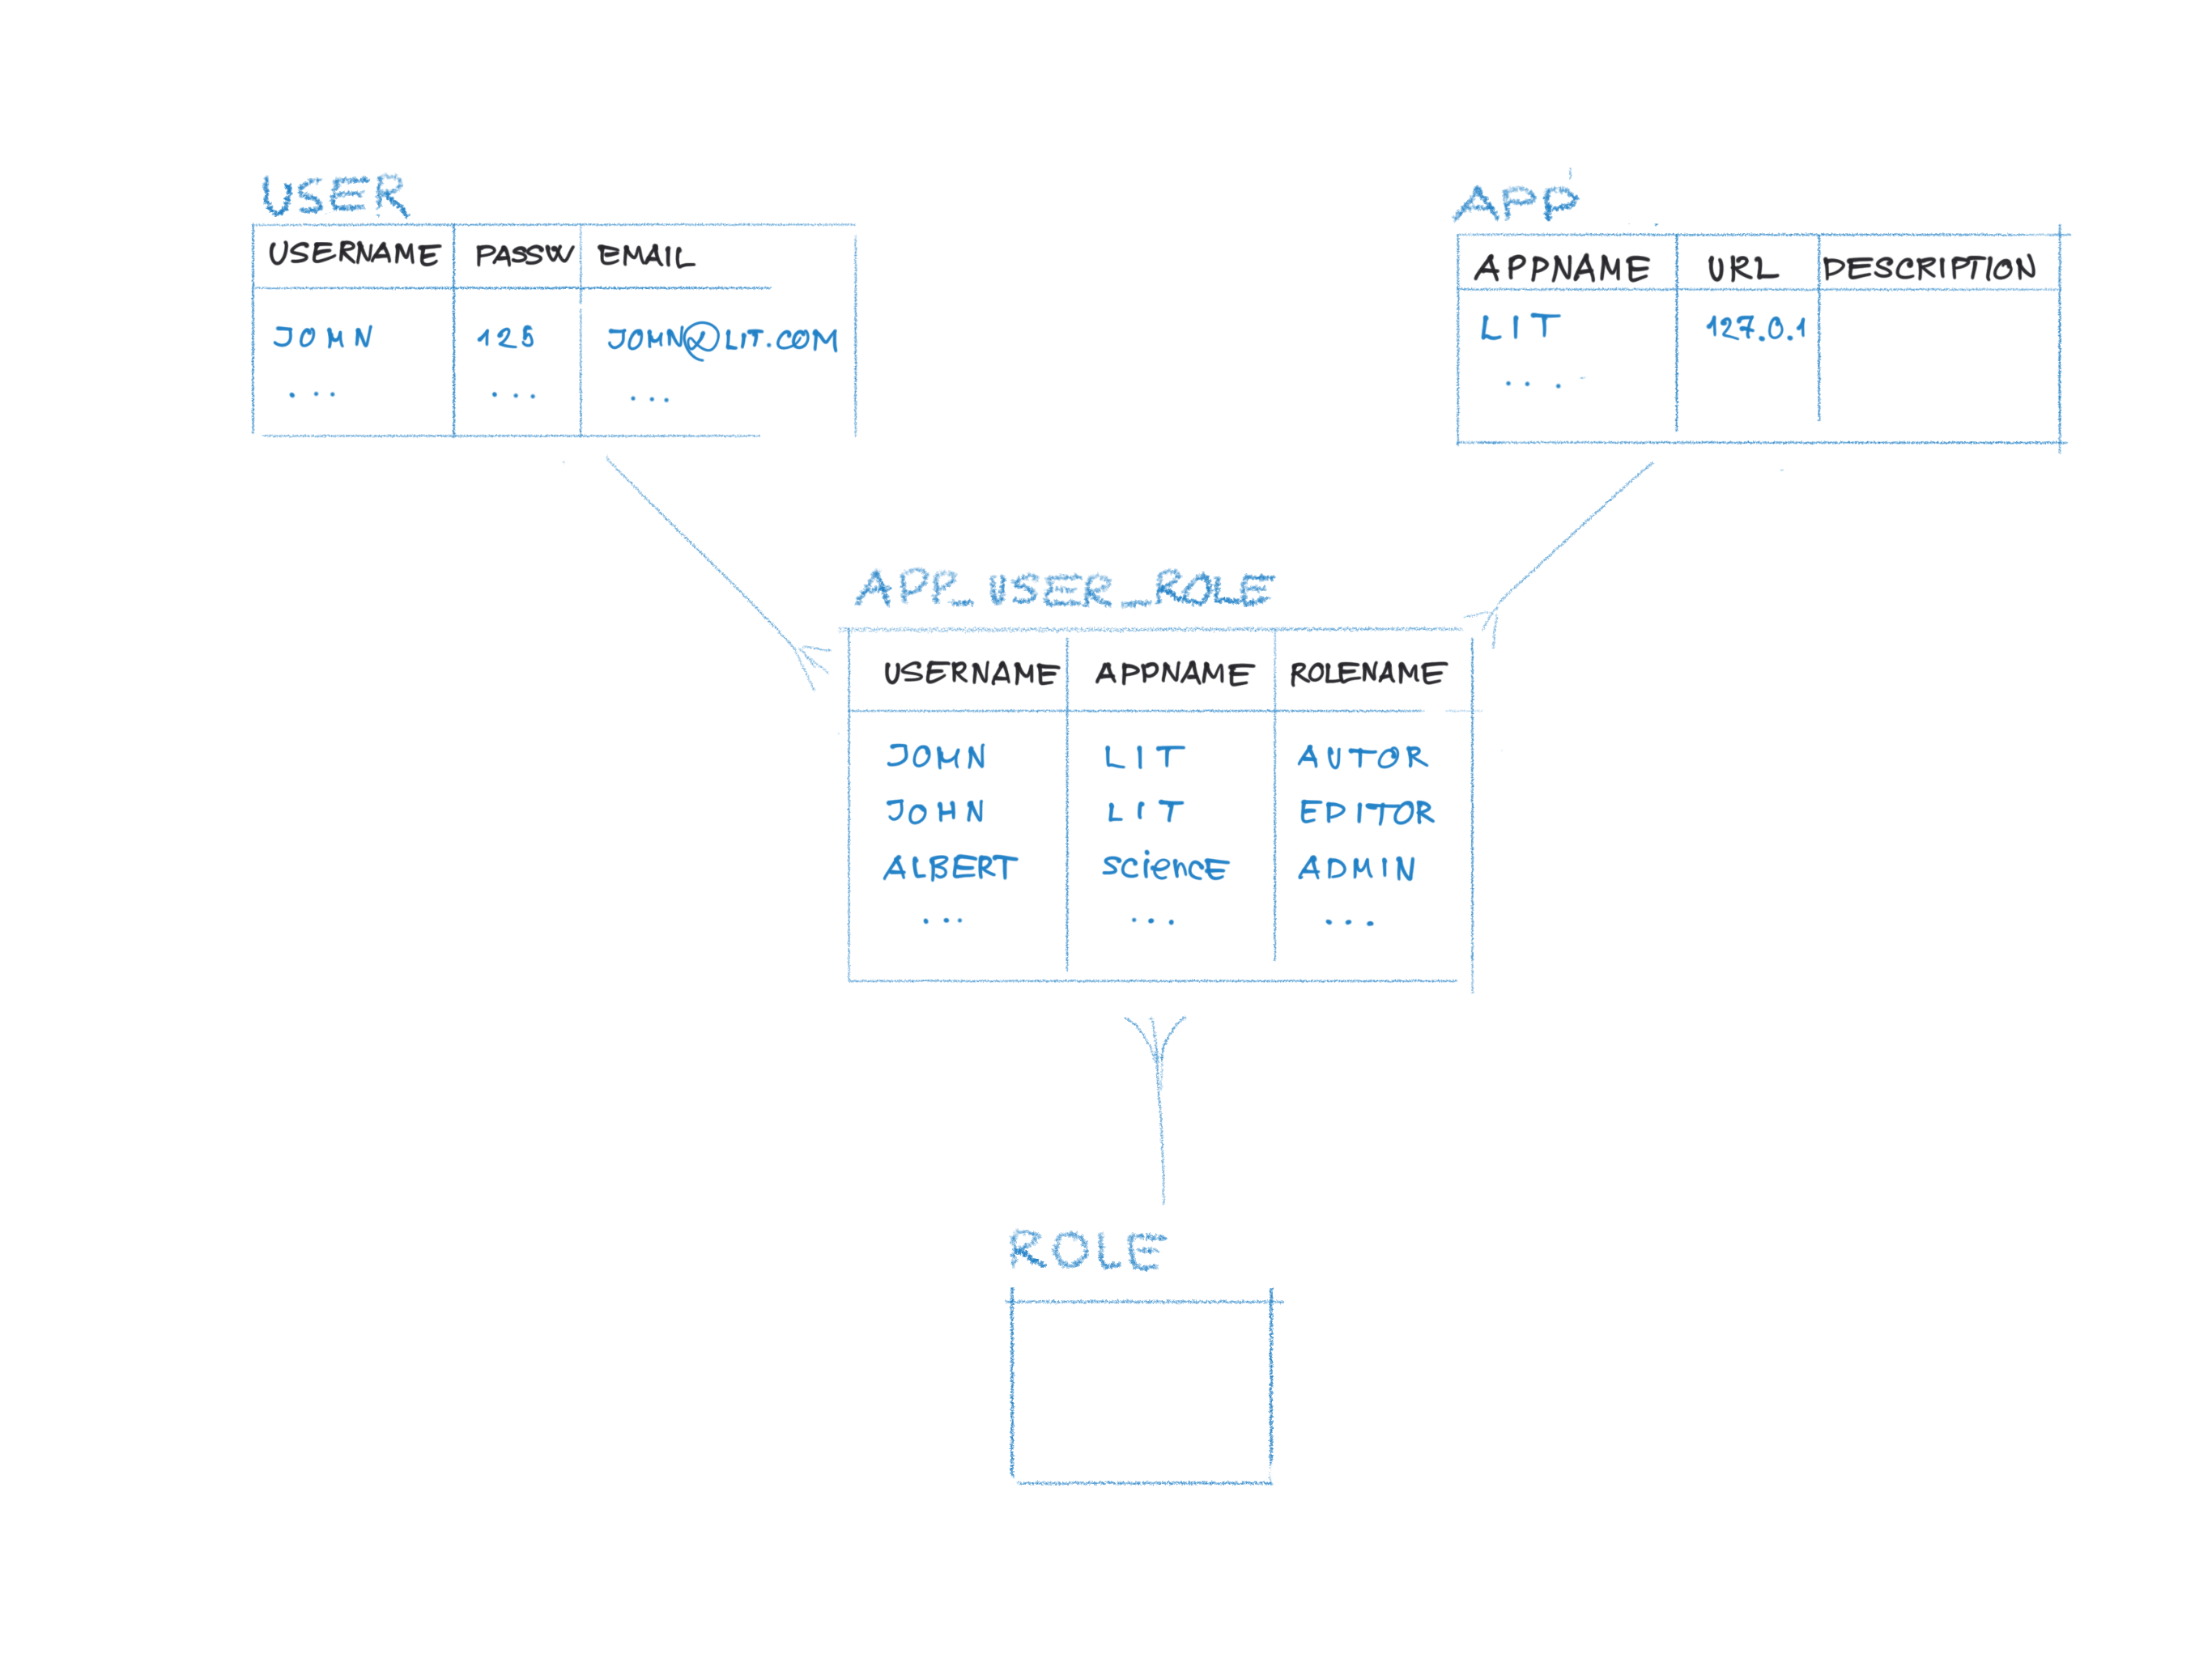 USER
USERNAME PASSW EMAIL
JOHN 125 JOHN@LIT.COM
... ... ...
APP
APPNAME URL DESCRIPTION
LIT 127.0.1
...
APP_USER_ROLE
USERNAME APPNAME ROLENAME
JOHN LIT AUTOR
JOHN LIT EDITOR
ALBERT SCiencE ADMIN
... ... ...
ROLE